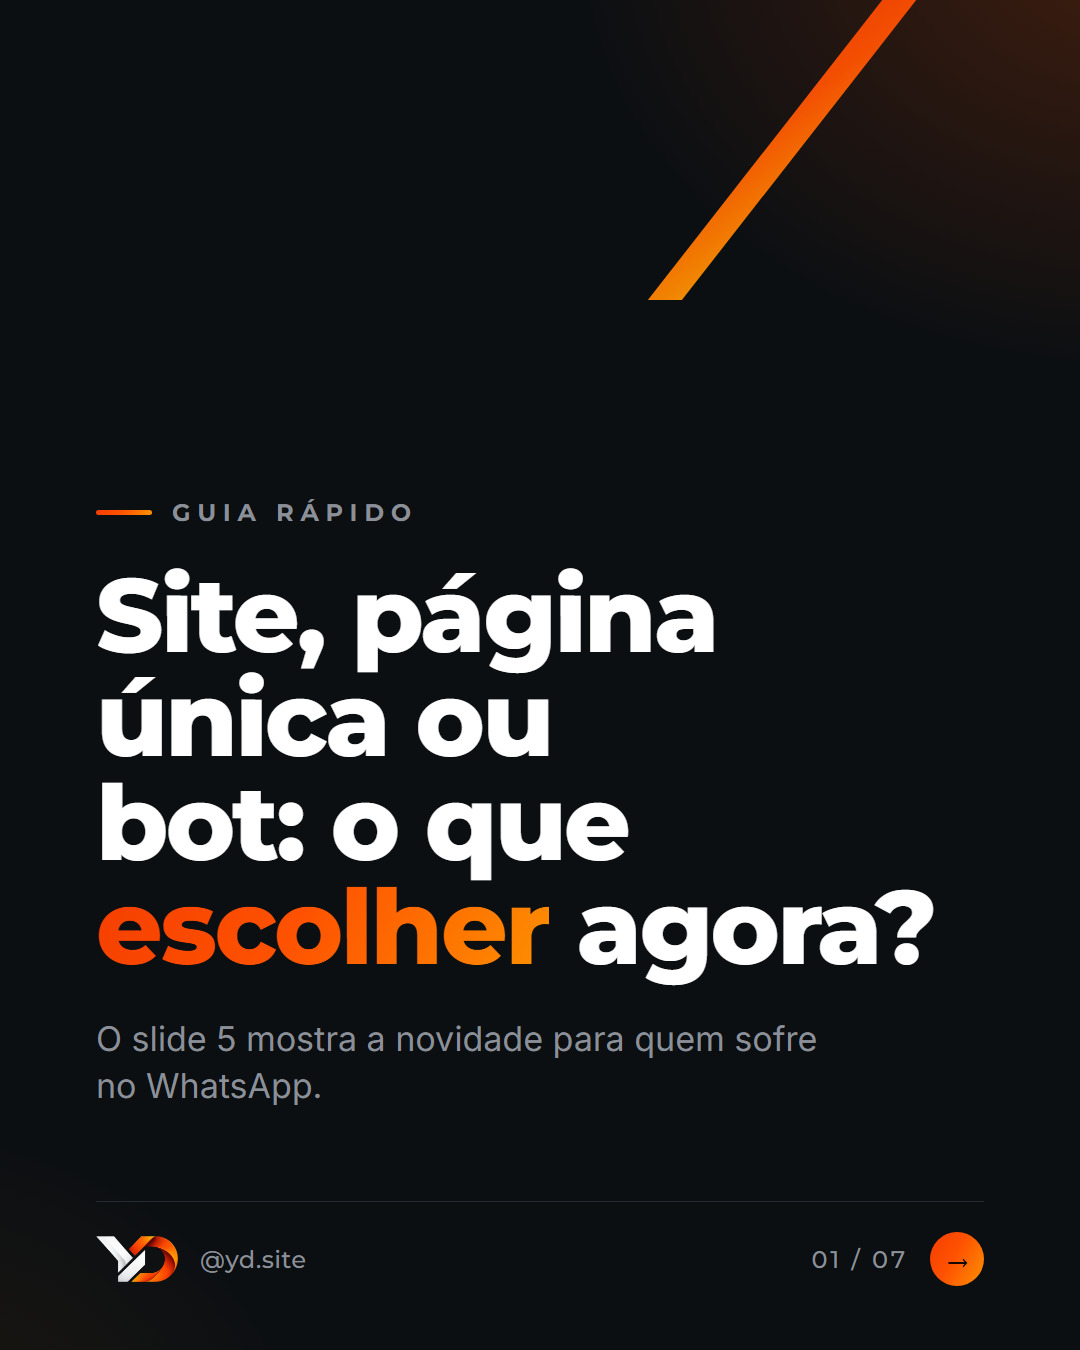 GUIA RÁPIDO
Site, página
única ou
bot: o que
escolher agora?
O slide 5 mostra a novidade para quem sofre
no WhatsApp.
YD @yd.site 01 / 07 →